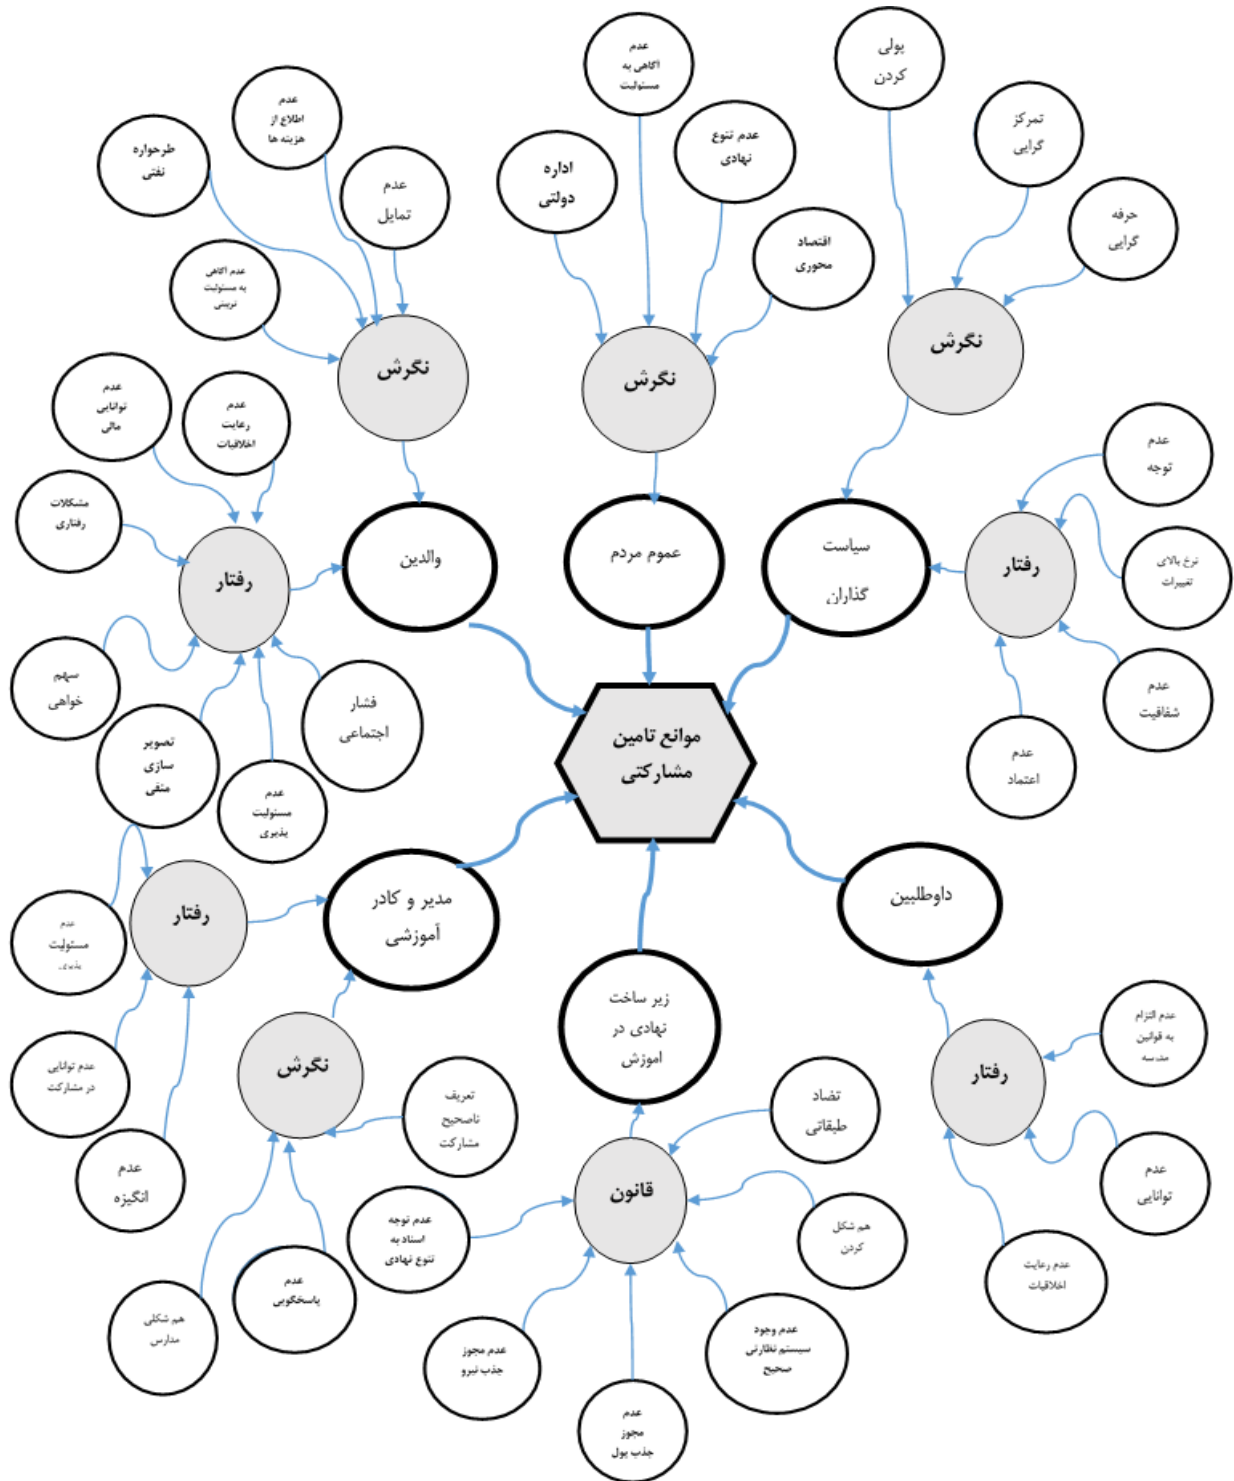 پولی
کردن
عدم
آگاهی به
مسئولیت
تمرکز
گرایی
عدم
اطلاع از
هزینه ها
عدم تنوع
نهادی
طرحواره
نفتی
اداره
دولتی
عدم
تمایل
حرفه
گرایی
اقتصاد
محوری
عدم آگاهی
به مسئولیت
تربیتی
نگرش
نگرش
نگرش
عدم
توانایی
مالی
عدم
رعایت
اخلاقیات
عدم
توجه
مشکلات
رفتاری
والدین
عموم مردم
سیاست
گذاران
رفتار
رفتار
نرخ بالای
تغییرات
سهم
خواهی
فشار
اجتماعی
عدم
شفافیت
تصویر
سازی
منفی
موانع تامین
مشارکتی
عدم
اعتماد
عدم
مسئولیت
پذیری
رفتار
مدیر و کادر
آموزشی
داوطلبین
عدم
مسئولیت
پذیری
زیر ساخت
نهادی در
اموزش
عدم التزام
به قوانین
مدرسه
عدم توانایی
در مشارکت
نگرش
رفتار
تعریف
ناصحیح
مشارکت
تضاد
طبقاتی
عدم
انگیزه
قانون
عدم
توانایی
عدم توجه
اسناد به
تنوع نهادی
هم شکل
کردن
عدم رعایت
اخلاقیات
عدم
پاسخگویی
هم شکلی
مدارس
عدم مجوز
جذب نیرو
عدم وجود
سیستم نظارتی
صحیح
عدم
مجوز
جذب پول